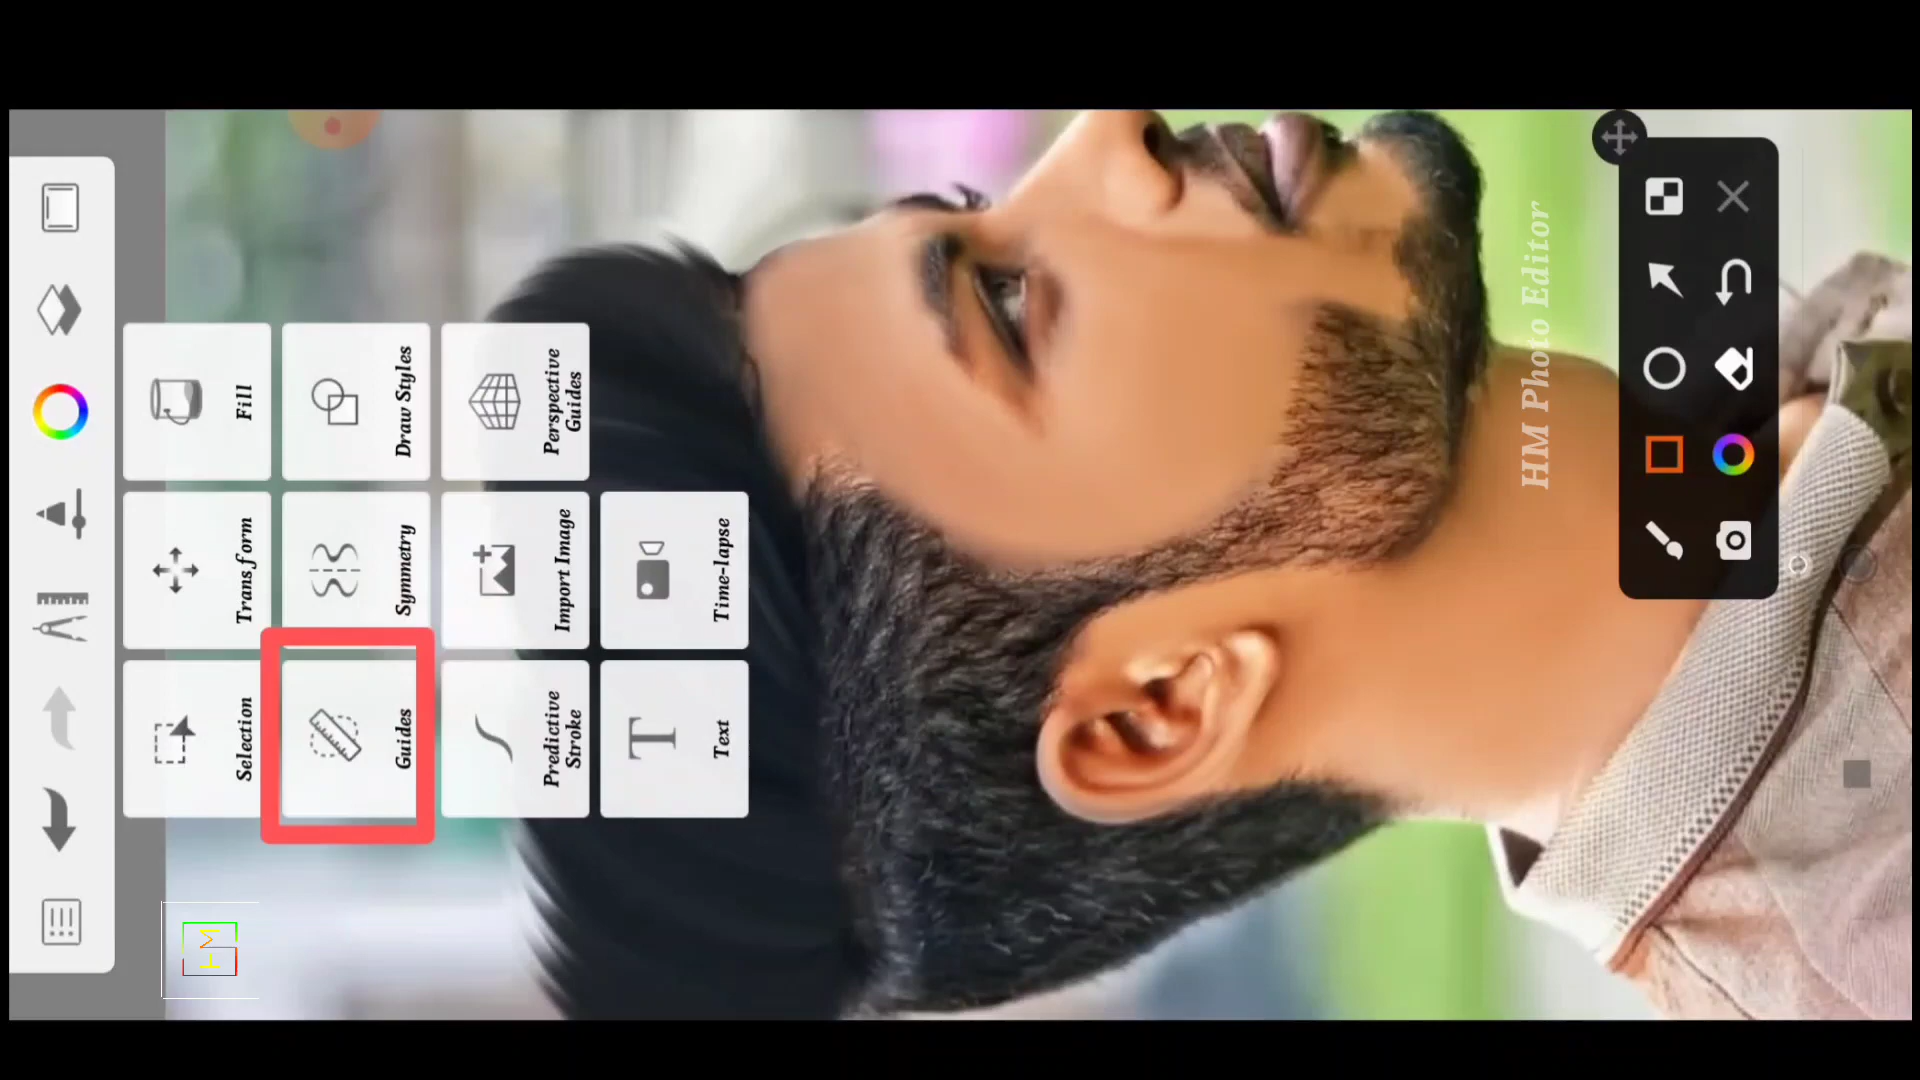 Selection
Transform
Fill
Guides
Symmetry
Draw Styles
Predictive
Stroke
Import Image
Perspective
Guides
Text
Time-lapse
HM Photo Editor
HM